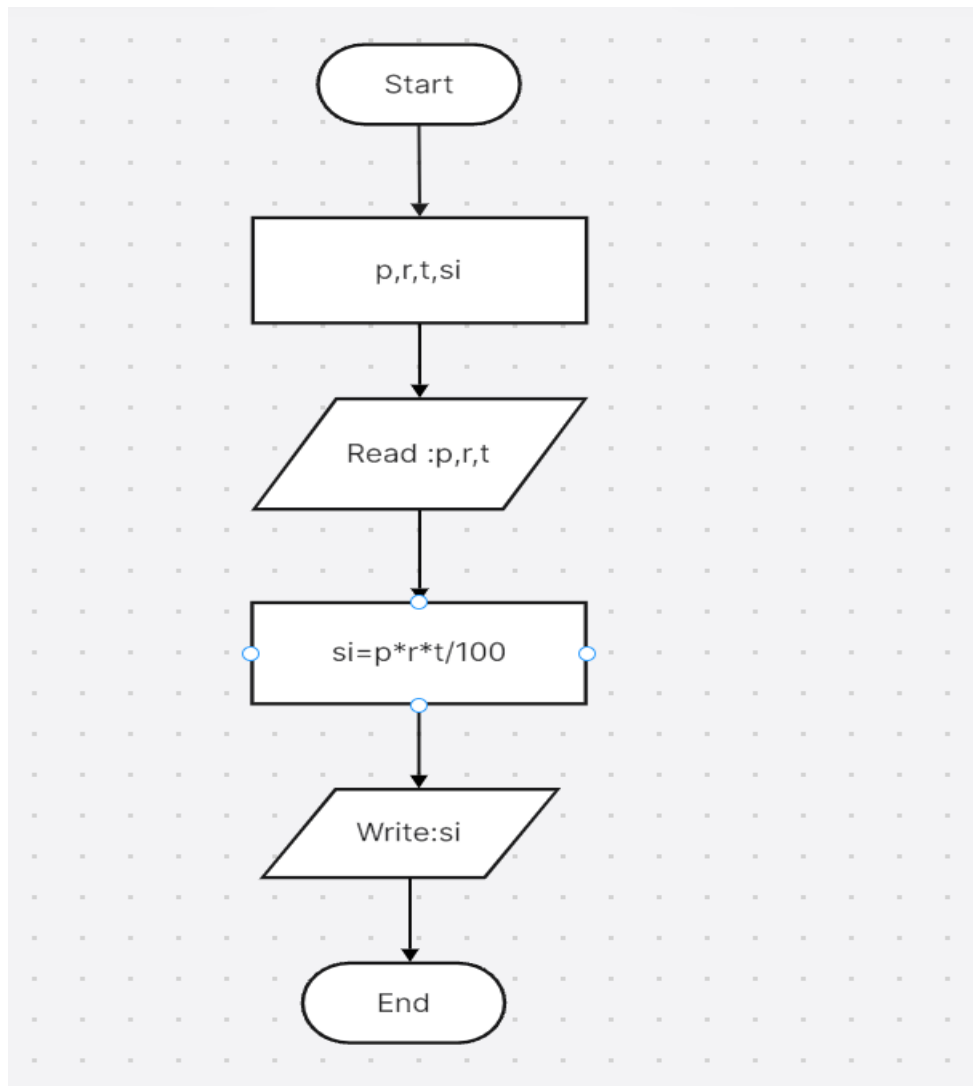 Start
p,r,t,si
Read :p,r,t
si=p*r*t/100
Write:si
End